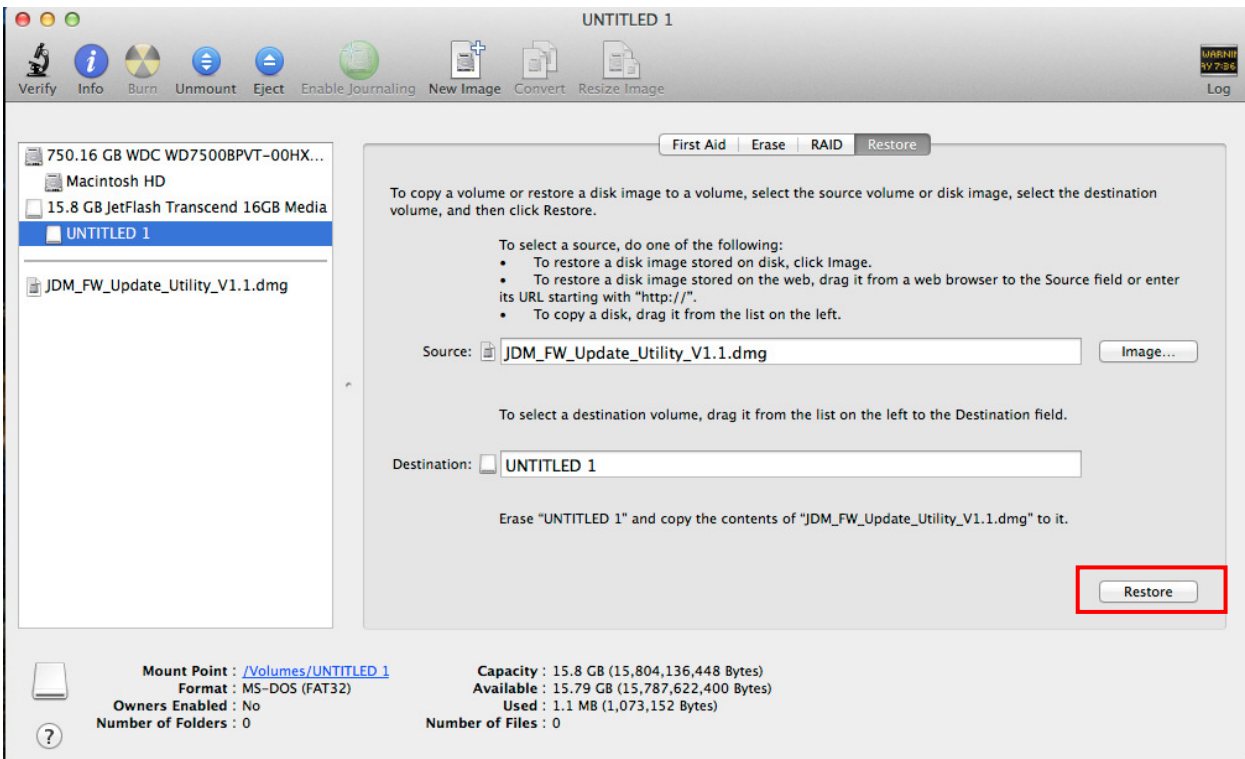 UNTITLED 1
Verify Info Burn Unmount Eject Enable Journaling New Image Convert Resize Image Log
WARNIN
AY 7:36
750.16 GB WDC WD7500BPVT-00HX...
Macintosh HD
15.8 GB JetFlash Transcend 16GB Media
UNTITLED 1
JDM_FW_Update_Utility_V1.1.dmg
First Aid Erase RAID Restore
To copy a volume or restore a disk image to a volume, select the source volume or disk image, select the destination
volume, and then click Restore.
To select a source, do one of the following:
• To restore a disk image stored on disk, click Image.
• To restore a disk image stored on the web, drag it from a web browser to the Source field or enter
its URL starting with “http://”.
• To copy a disk, drag it from the list on the left.
Source: JDM_FW_Update_Utility_V1.1.dmg Image...
To select a destination volume, drag it from the list on the left to the Destination field.
Destination: UNTITLED 1
Erase “UNTITLED 1” and copy the contents of “JDM_FW_Update_Utility_V1.1.dmg” to it.
Restore
Mount Point : /Volumes/UNTITLED 1 Capacity : 15.8 GB (15,804,136,448 Bytes)
Format : MS-DOS (FAT32) Available : 15.79 GB (15,787,622,400 Bytes)
Owners Enabled : No Used : 1.1 MB (1,073,152 Bytes)
Number of Folders : 0 Number of Files : 0
?